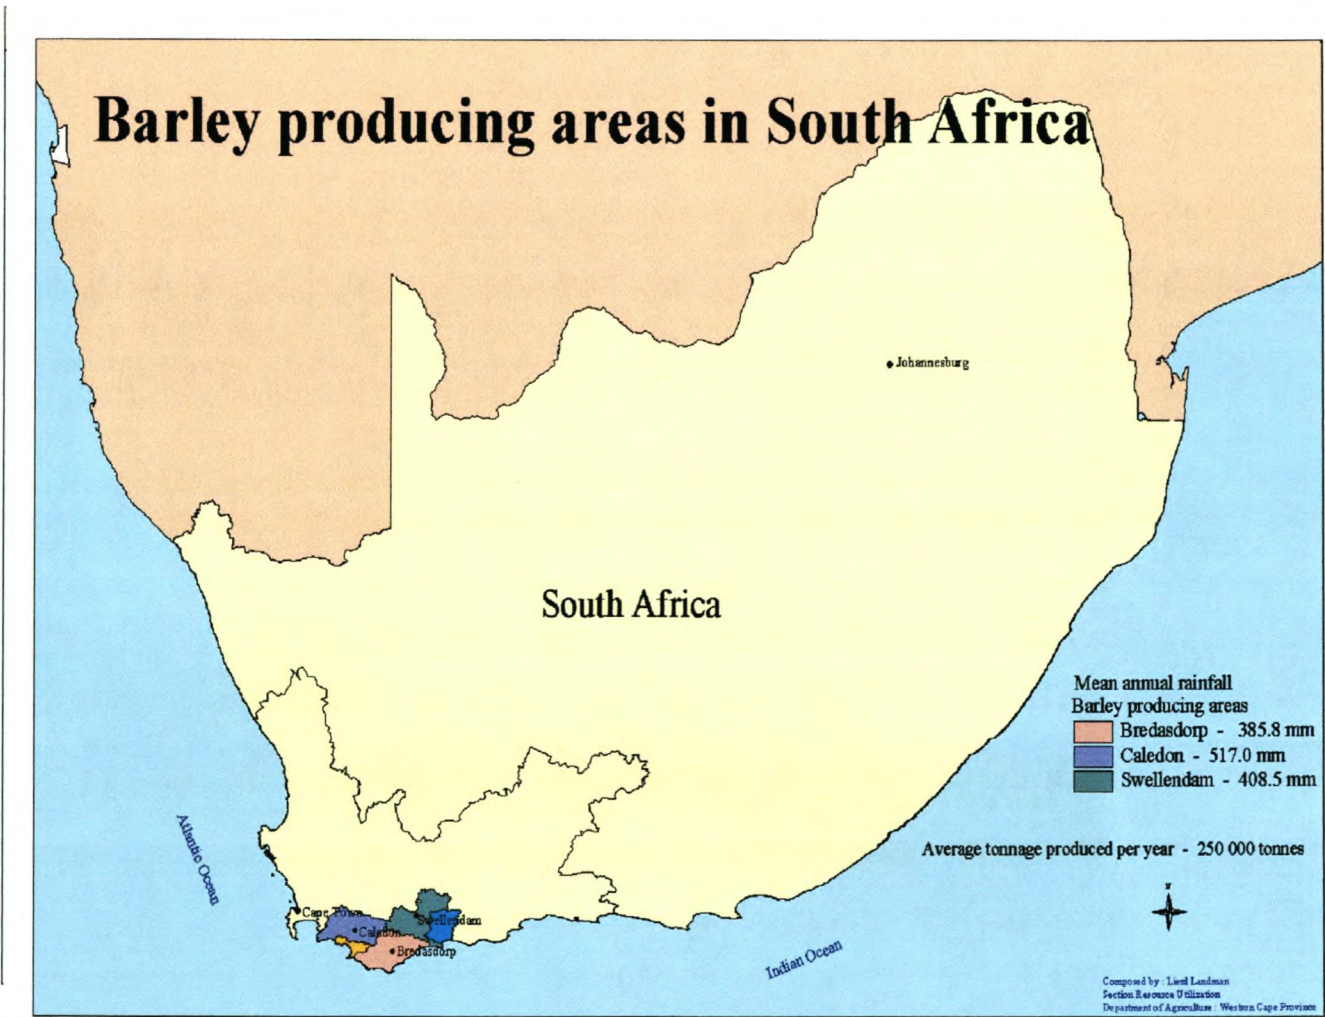 Barley producing areas in South Africa
Johannesburg
South Africa
Mean annual rainfall
Barley producing areas
Bredasdorp - 385.8 mm
Caledon - 517.0 mm
Swellendam - 408.5 mm
Atlantic Ocean
Average tonnage produced per year - 250 000 tonnes
Cape Town
Swellendam
Caledon
Bredasdorp
Indian Ocean
N
Composed by : Liezl Landman
Section Resource Utilization
Department of Agriculture : Western Cape Province